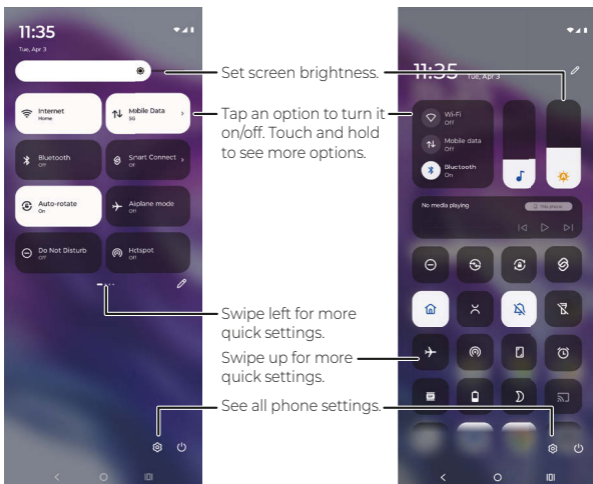 11:35
Tue, Apr 3
Internet
Home
Mobile Data
5G
Bluetooth
Off
Smart Connect
Off
Auto-rotate
On
Airplane mode
Off
Do Not Disturb
Off
Hotspot
Off
Set screen brightness.
Tap an option to turn it
on/off. Touch and hold
to see more options.
Swipe left for more
quick settings.
Swipe up for more
quick settings.
See all phone settings.
11:35
Tue, Apr 3
Wi-Fi
Off
Mobile data
Off
Bluetooth
On
No media playing
This phone